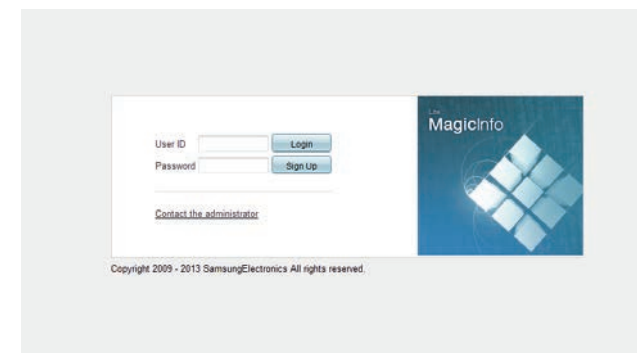 Lite
MagicInfo
User ID
Login
Password
Sign Up
Contact the administrator
Copyright 2009 - 2013 SamsungElectronics All rights reserved.